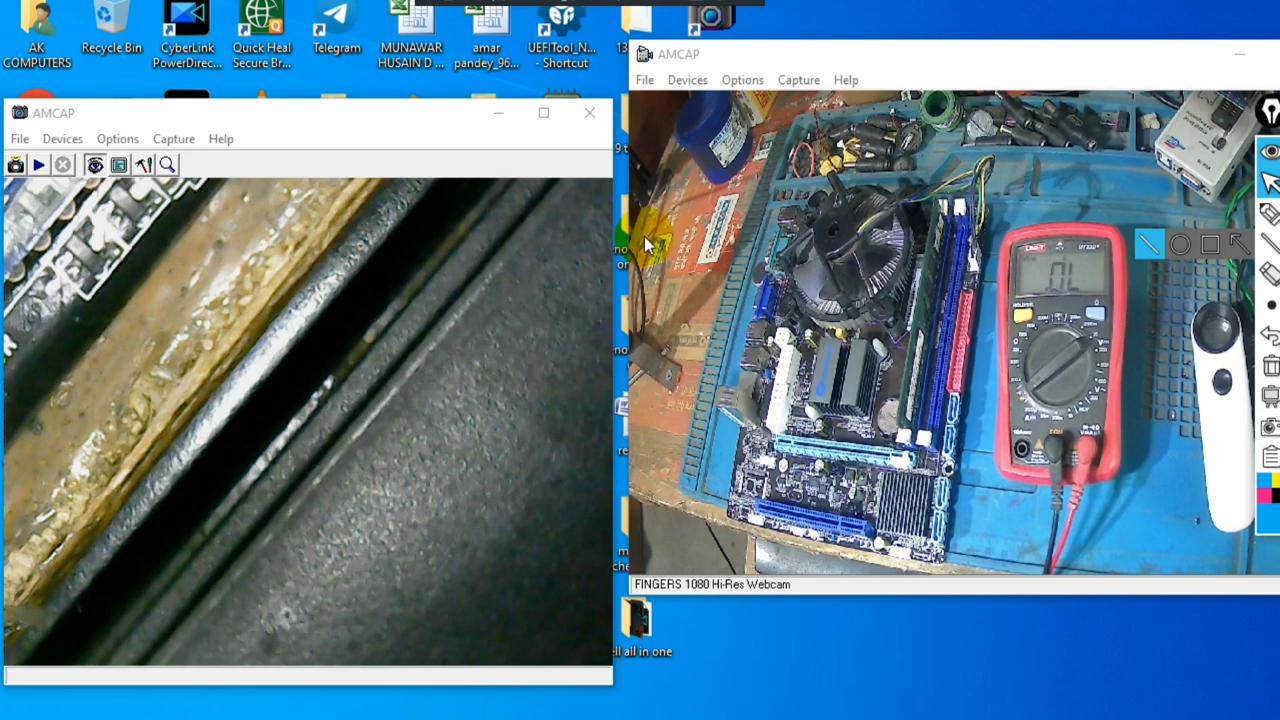 AK
COMPUTERS
Recycle Bin
CyberLink
PowerDirec...
Quick Heal
Secure Br...
Telegram
MUNAWAR
HUSAIN D ...
amar
pandey_96...
UEFITool_N...
- Shortcut
AMCAP
File Devices Options Capture Help
AMCAP
File Devices Options Capture Help
UNI-T
OL
COM
FINGERS 1080 Hi-Res Webcam
ell all in one